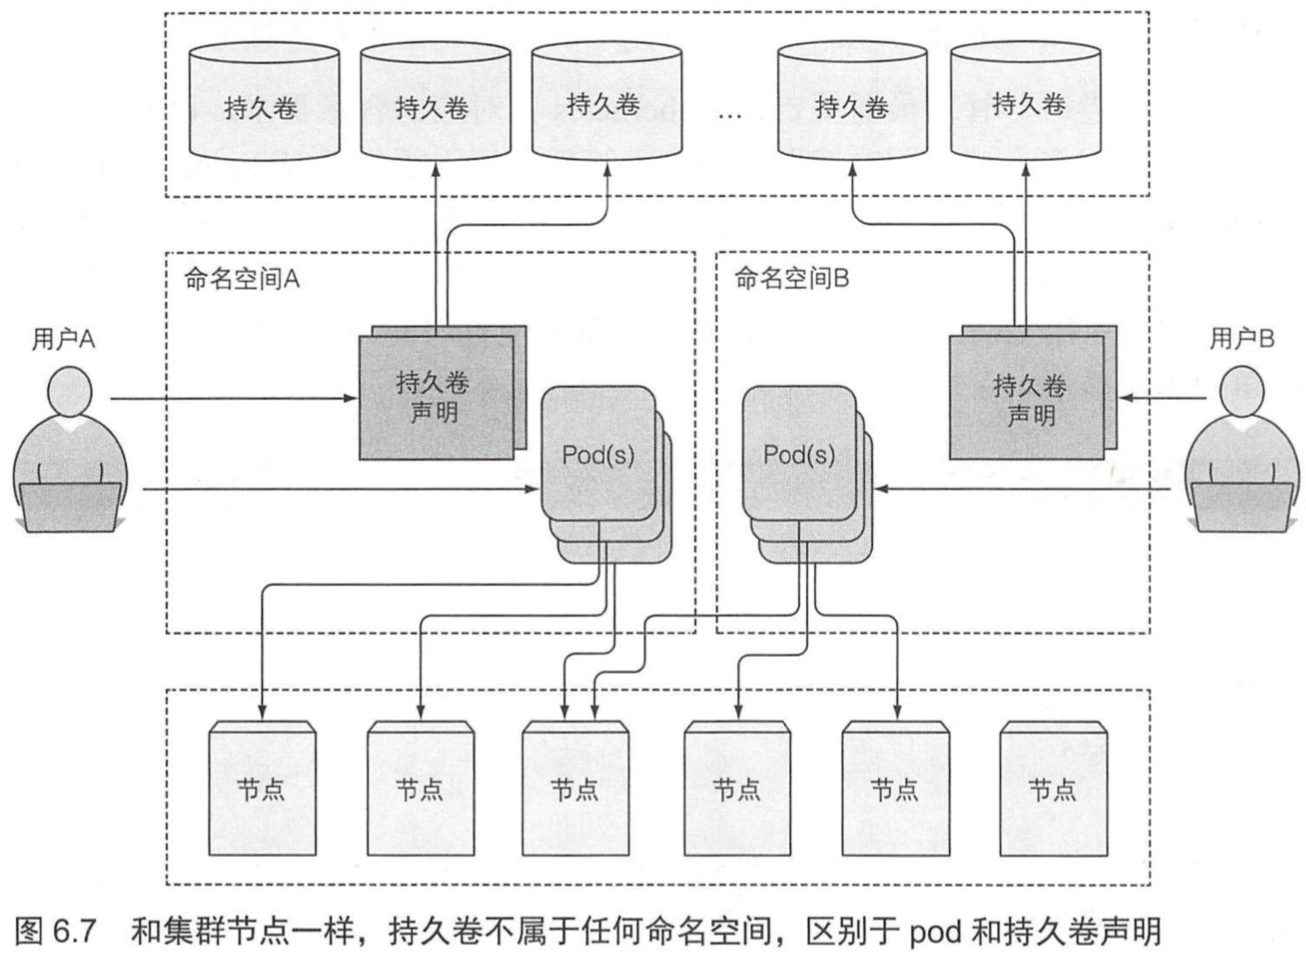 持久卷 持久卷 持久卷 ... 持久卷 持久卷
命名空间A
命名空间B
用户A
用户B
持久卷
声明
持久卷
声明
Pod(s)
Pod(s)
节点 节点 节点 节点 节点 节点
图 6.7 和集群节点一样，持久卷不属于任何命名空间，区别于 pod 和持久卷声明